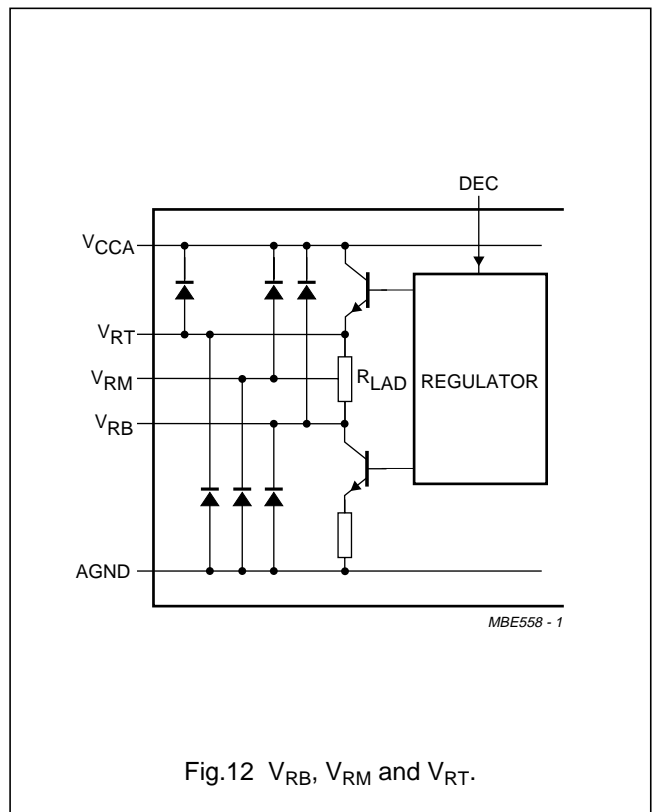 DEC
VCCA
VRT
VRM
RLAD
REGULATOR
VRB
AGND
MBE558 - 1
Fig.12 VRB, VRM and VRT.